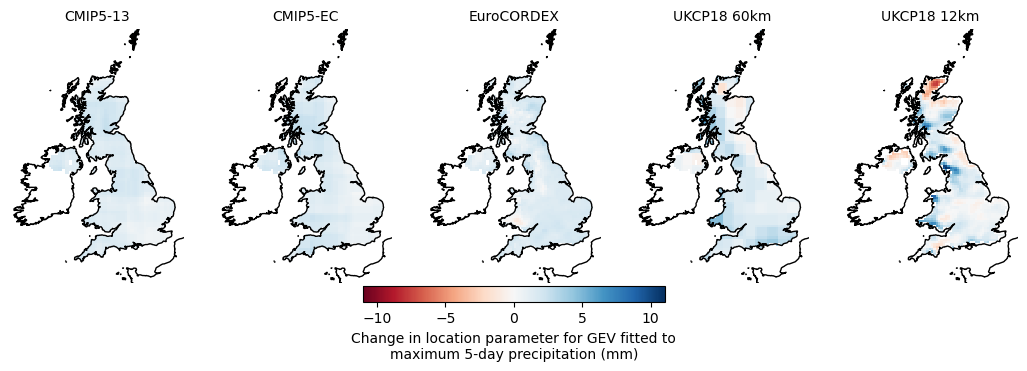 CMIP5-13
CMIP5-EC
EuroCORDEX
UKCP18 60km
UKCP18 12km
−10
−5
0
5
10
Change in location parameter for GEV fitted to
maximum 5-day precipitation (mm)